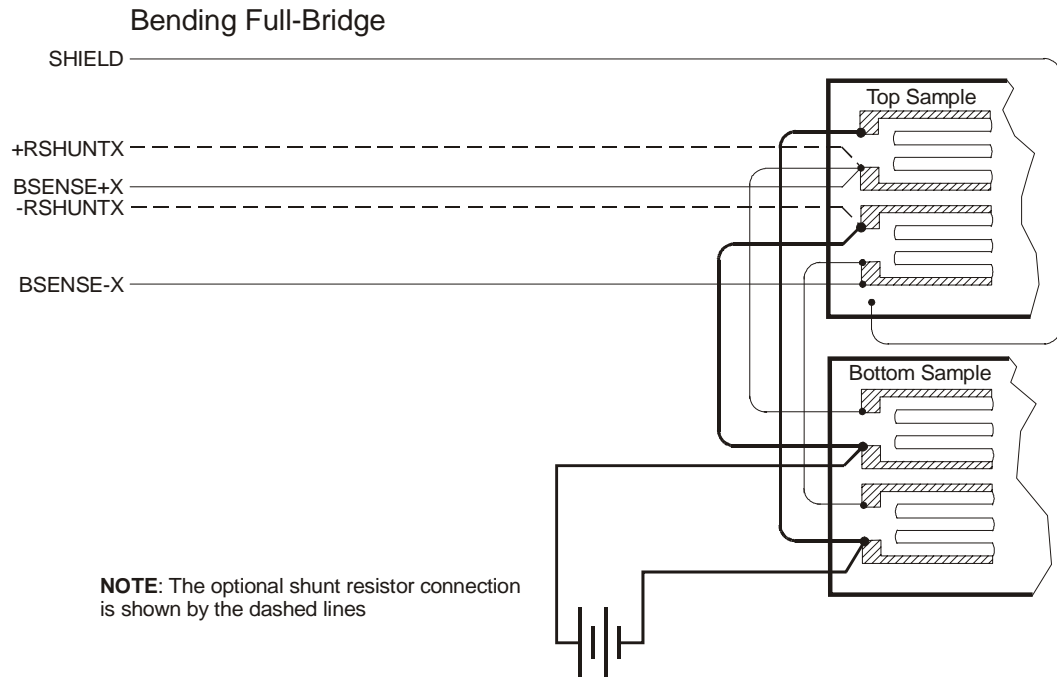 Bending Full-Bridge
SHIELD
Top Sample
+RSHUNTX
BSENSE+X
-RSHUNTX
BSENSE-X
Bottom Sample
NOTE: The optional shunt resistor connection
is shown by the dashed lines